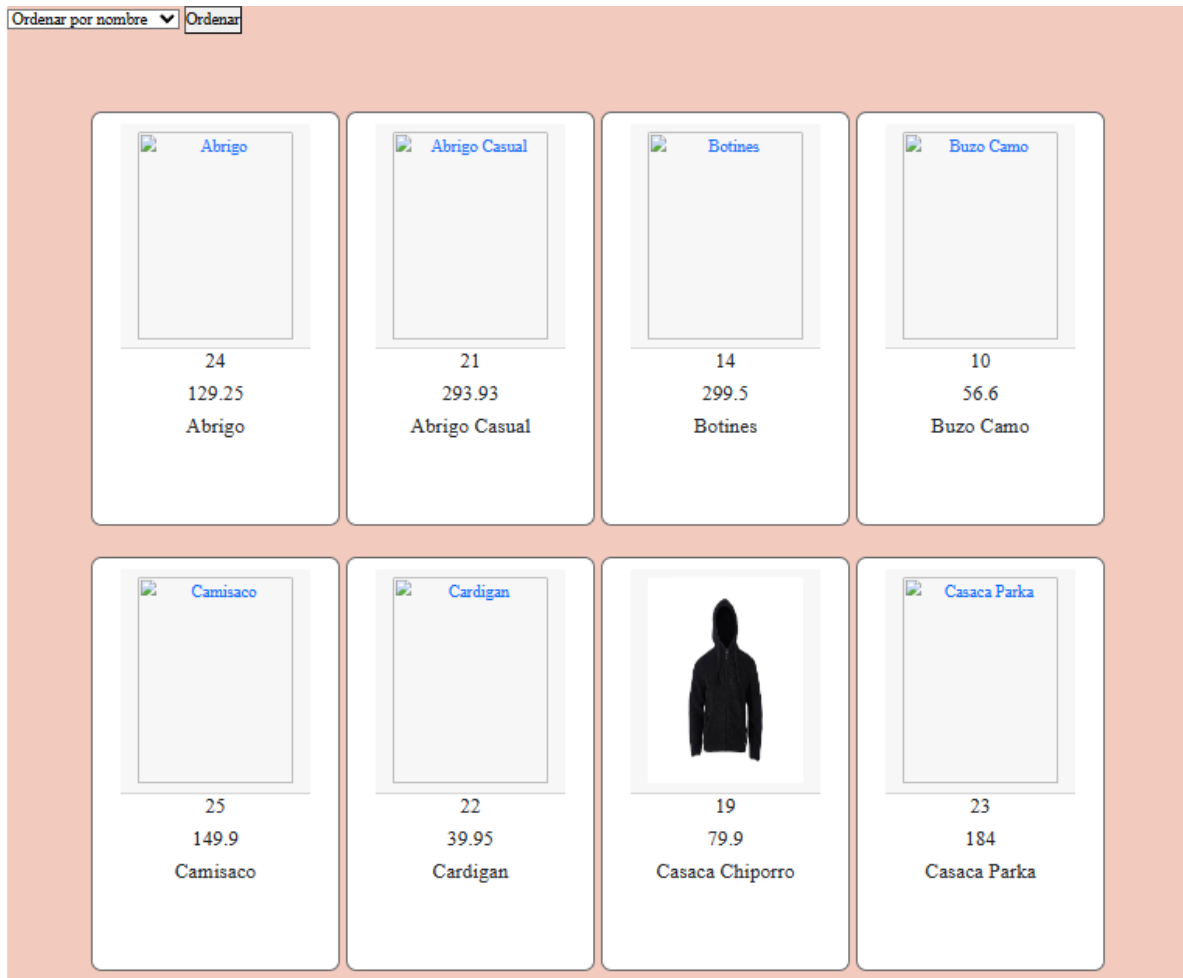 Ordenar por nombre Ordenar
Abrigo Abrigo Casual Botines Buzo Camo
24 21 14 10
129.25 293.93 299.5 56.6
Abrigo Abrigo Casual Botines Buzo Camo
Camisaco Cardigan Casaca Parka
25 22 19 23
149.9 39.95 79.9 184
Camisaco Cardigan Casaca Chiporro Casaca Parka